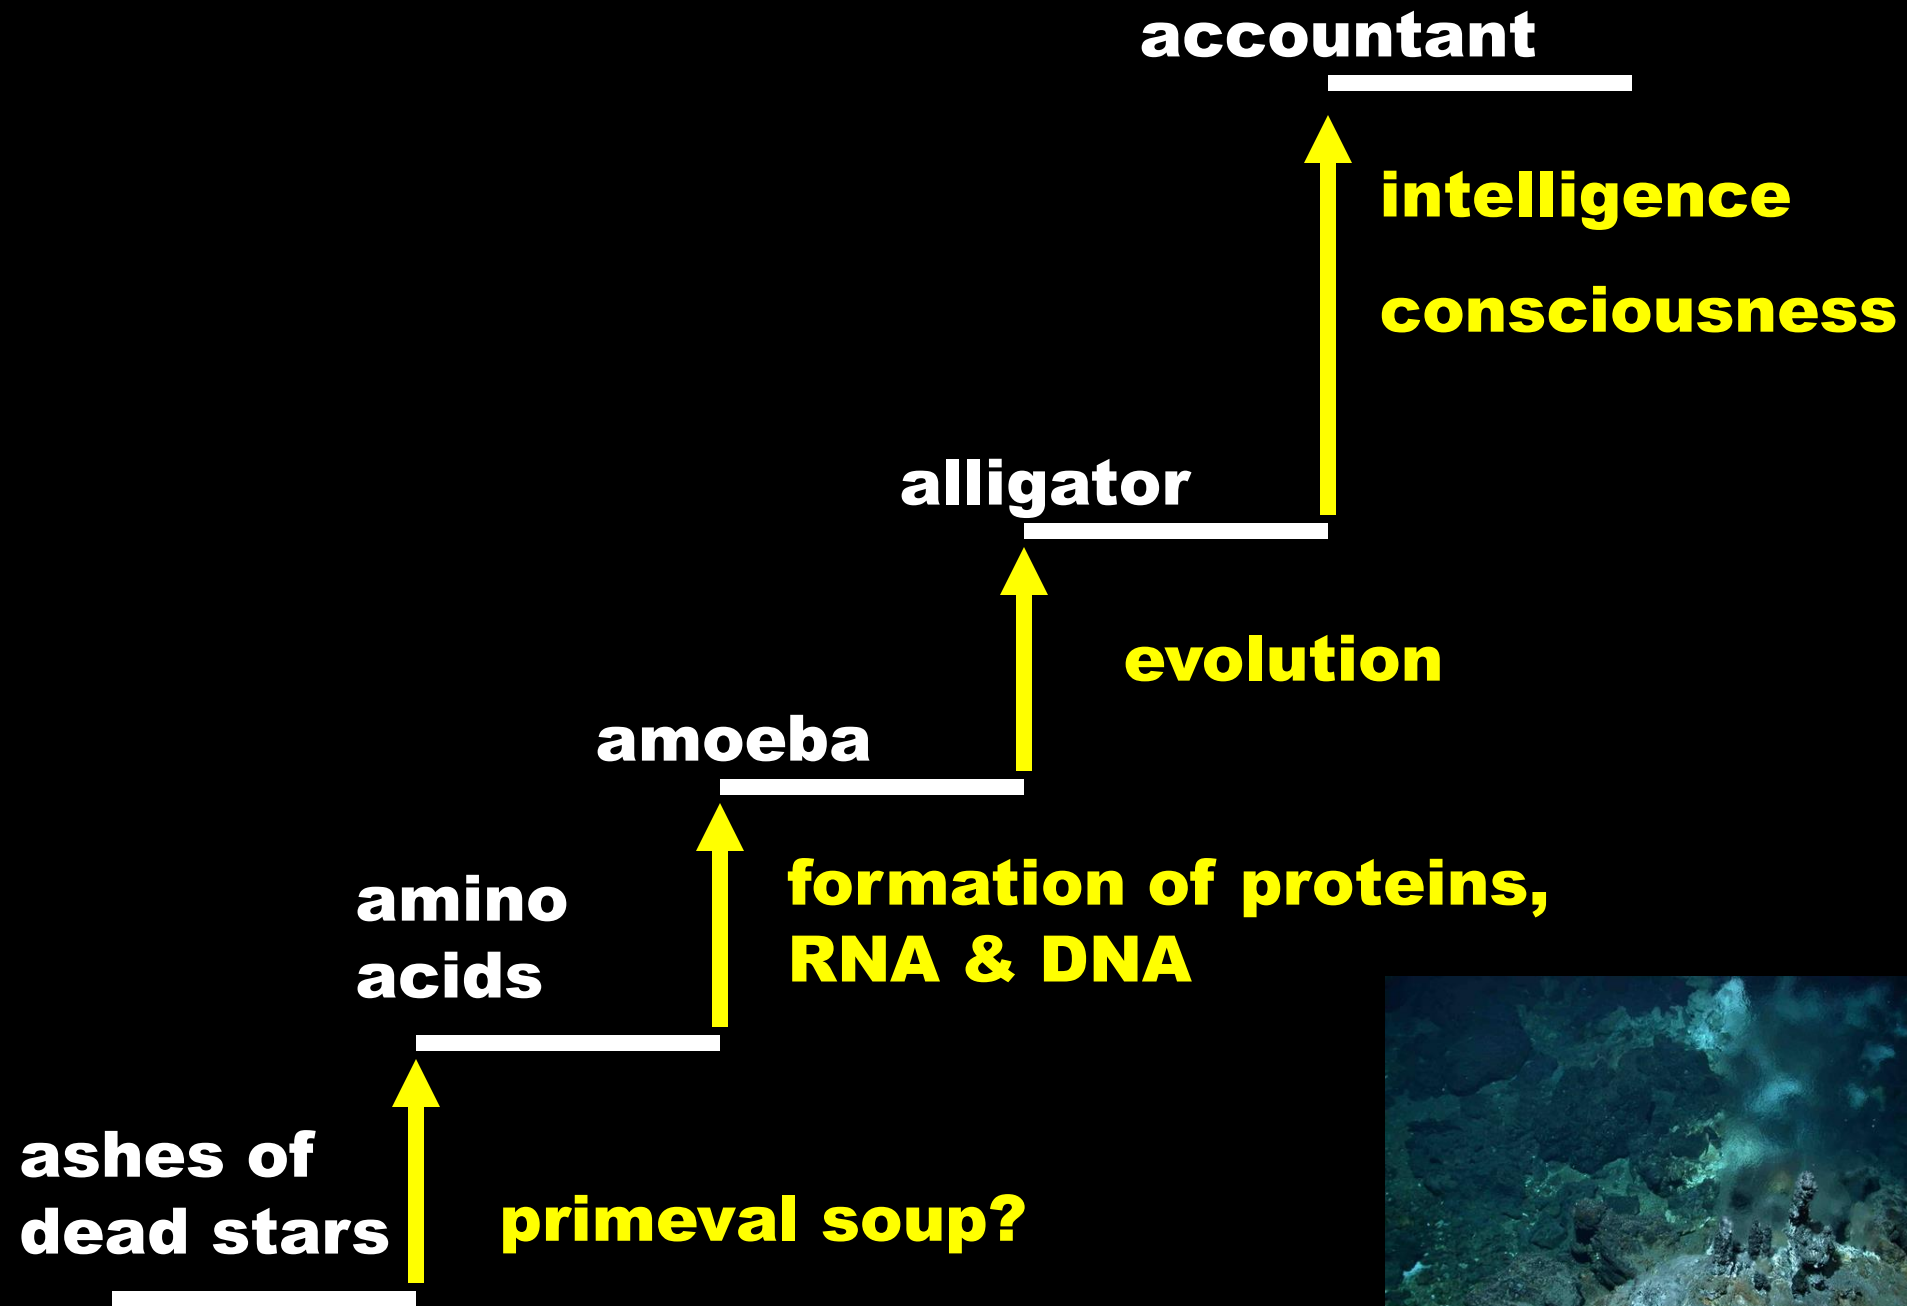 accountant
intelligence
consciousness
alligator
evolution
amoeba
formation of proteins,
RNA & DNA
amino
acids
ashes of
dead stars
primeval soup?